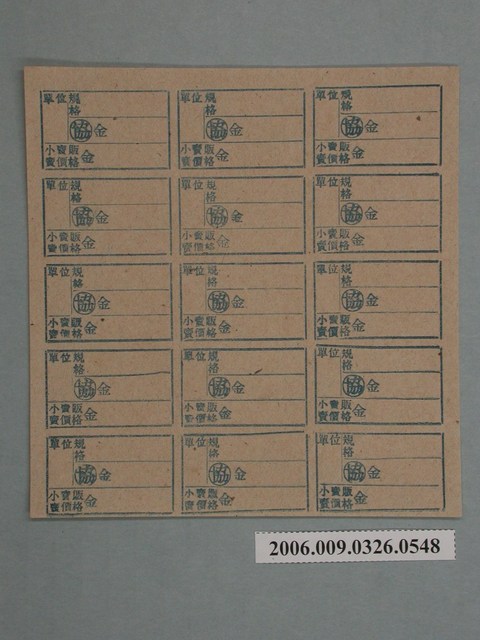 單位規
格
協金
小賣販
賣價格金
單位規
格
協金
小賣販
賣價格金
單位規
格
協金
小賣販
賣價格金
單位規
格
協金
小賣販
賣價格金
單位規
格
協金
小賣販
賣價格金
單位規
格
協金
小賣販
賣價格金
單位規
格
協金
小賣販
賣價格金
單位規
格
協金
小賣販
賣價格金
單位規
格
協金
小賣販
賣價格金
單位規
格
協金
小賣販
賣價格金
單位規
格
協金
小賣販
賣價格金
單位規
格
協金
小賣販
賣價格金
單位規
格
協金
小賣販
賣價格金
單位規
格
協金
小賣販
賣價格金
單位規
格
協金
小賣販
賣價格金
2006.009.0326.0548